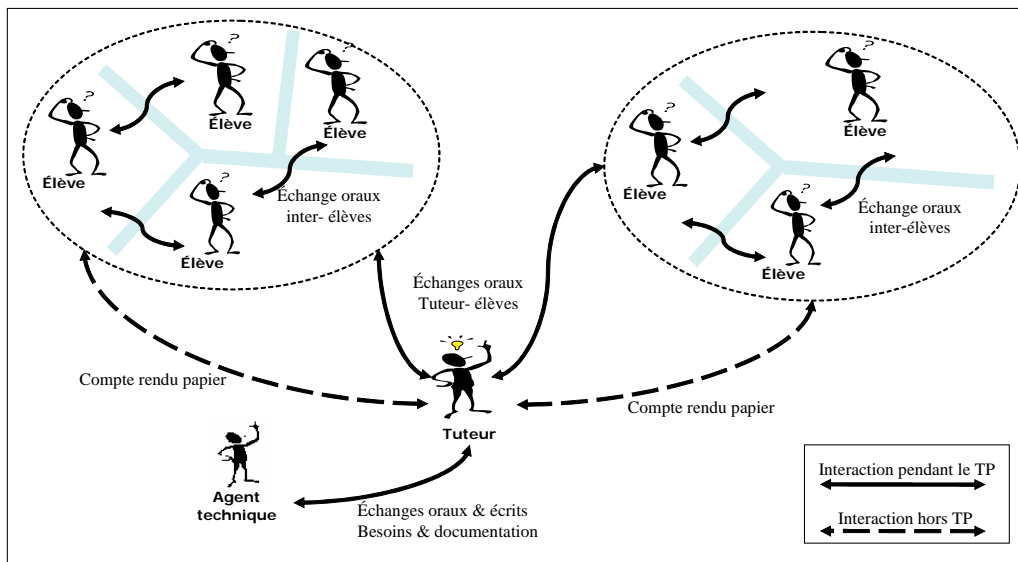 ?
?
?
Élève
Élève
Élève
?
Élève
Échange oraux
inter- élèves
Élève
?
?
Élève
Élève
?
Échange oraux
inter-élèves
Élève
Échanges oraux
Tuteur- élèves
Compte rendu papier
Compte rendu papier
Tuteur
Agent
technique
Échanges oraux & écrits
Besoins & documentation
Interaction pendant le TP
Interaction hors TP